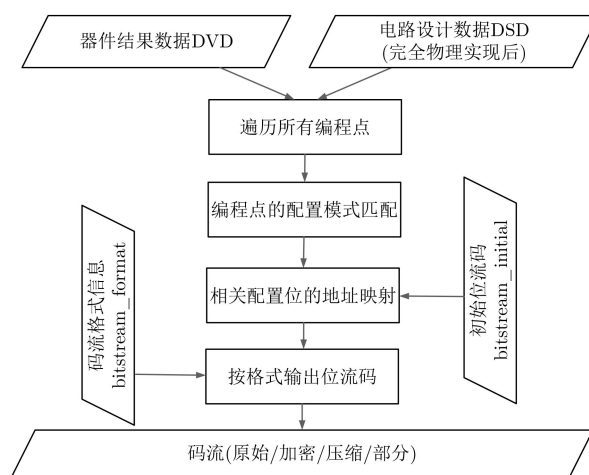 器件结果数据DVD
电路设计数据DSD
(完全物理实现后)
遍历所有编程点
编程点的配置模式匹配
码流格式信息
bitstream_format
初始位流码
bitstream_initial
相关配置位的地址映射
按格式输出位流码
码流(原始/加密/压缩/部分)